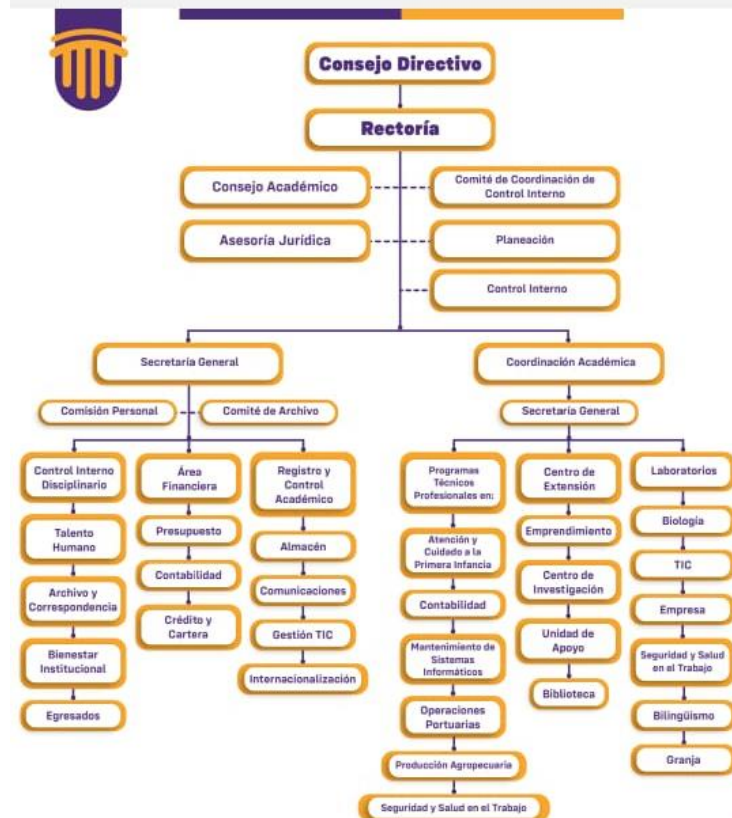 Consejo Directivo
Rectoría
Consejo Académico
Comité de Coordinación de
Control Interno
Asesoría Jurídica
Planeación
Control Interno
Secretaría General
Coordinación Académica
Comisión Personal
Comité de Archivo
Secretaría General
Control Interno
Disciplinario
Talento
Humano
Archivo y
Correspondencia
Bienestar
Institucional
Egresados
Área
Financiera
Presupuesto
Contabilidad
Crédito y
Cartera
Registro y
Control
Académico
Almacén
Comunicaciones
Gestión TIC
Internacionalización
Programas
Técnicos
Profesionales en:
Atención y
Cuidado a la
Primera Infancia
Contabilidad
Mantenimiento de
Sistemas
Informáticos
Operaciones
Portuarias
Producción Agropecuaria
Seguridad y Salud en el Trabajo
Centro de
Extensión
Emprendimiento
Centro de
Investigación
Unidad de
Apoyo
Biblioteca
Laboratorios
Biología
TIC
Empresa
Seguridad y Salud
en el Trabajo
Bilingüismo
Granja